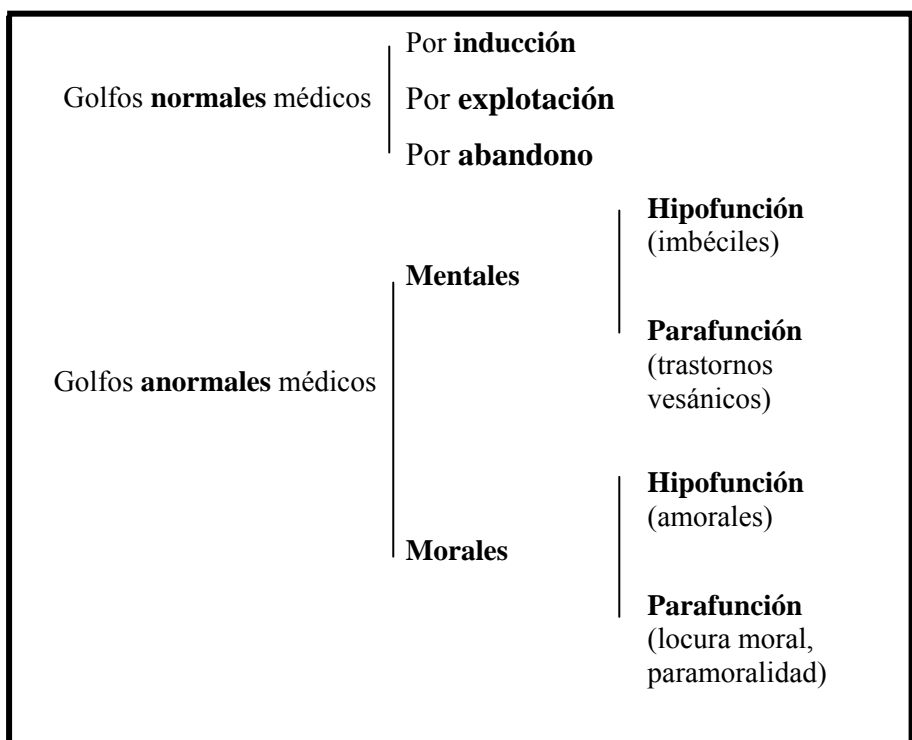 Golfos normales médicos
Por inducción
Por explotación
Por abandono
Golfos anormales médicos
Mentales
Hipofunción
(imbéciles)
Parafunción
(trastornos
vesánicos)
Morales
Hipofunción
(amorales)
Parafunción
(locura moral,
paramoralidad)